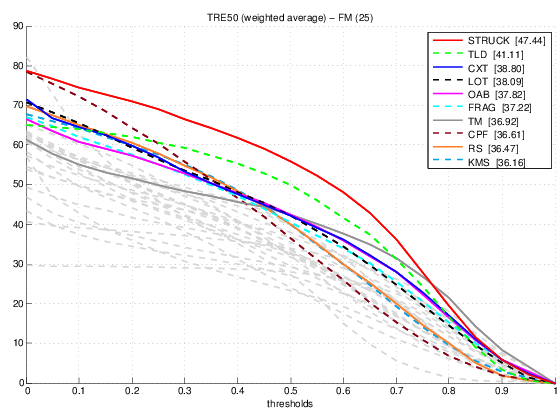 TRE50 (weighted average) – FM (25)
90
80
70
60
50
40
30
20
10
0
STRUCK [47.44]
TLD [41.11]
CXT [38.80]
LOT [38.09]
OAB [37.82]
FRAG [37.22]
TM [36.92]
CPF [36.61]
RS [36.47]
KMS [36.16]
0 0.1 0.2 0.3 0.4 0.5 0.6 0.7 0.8 0.9 1
thresholds